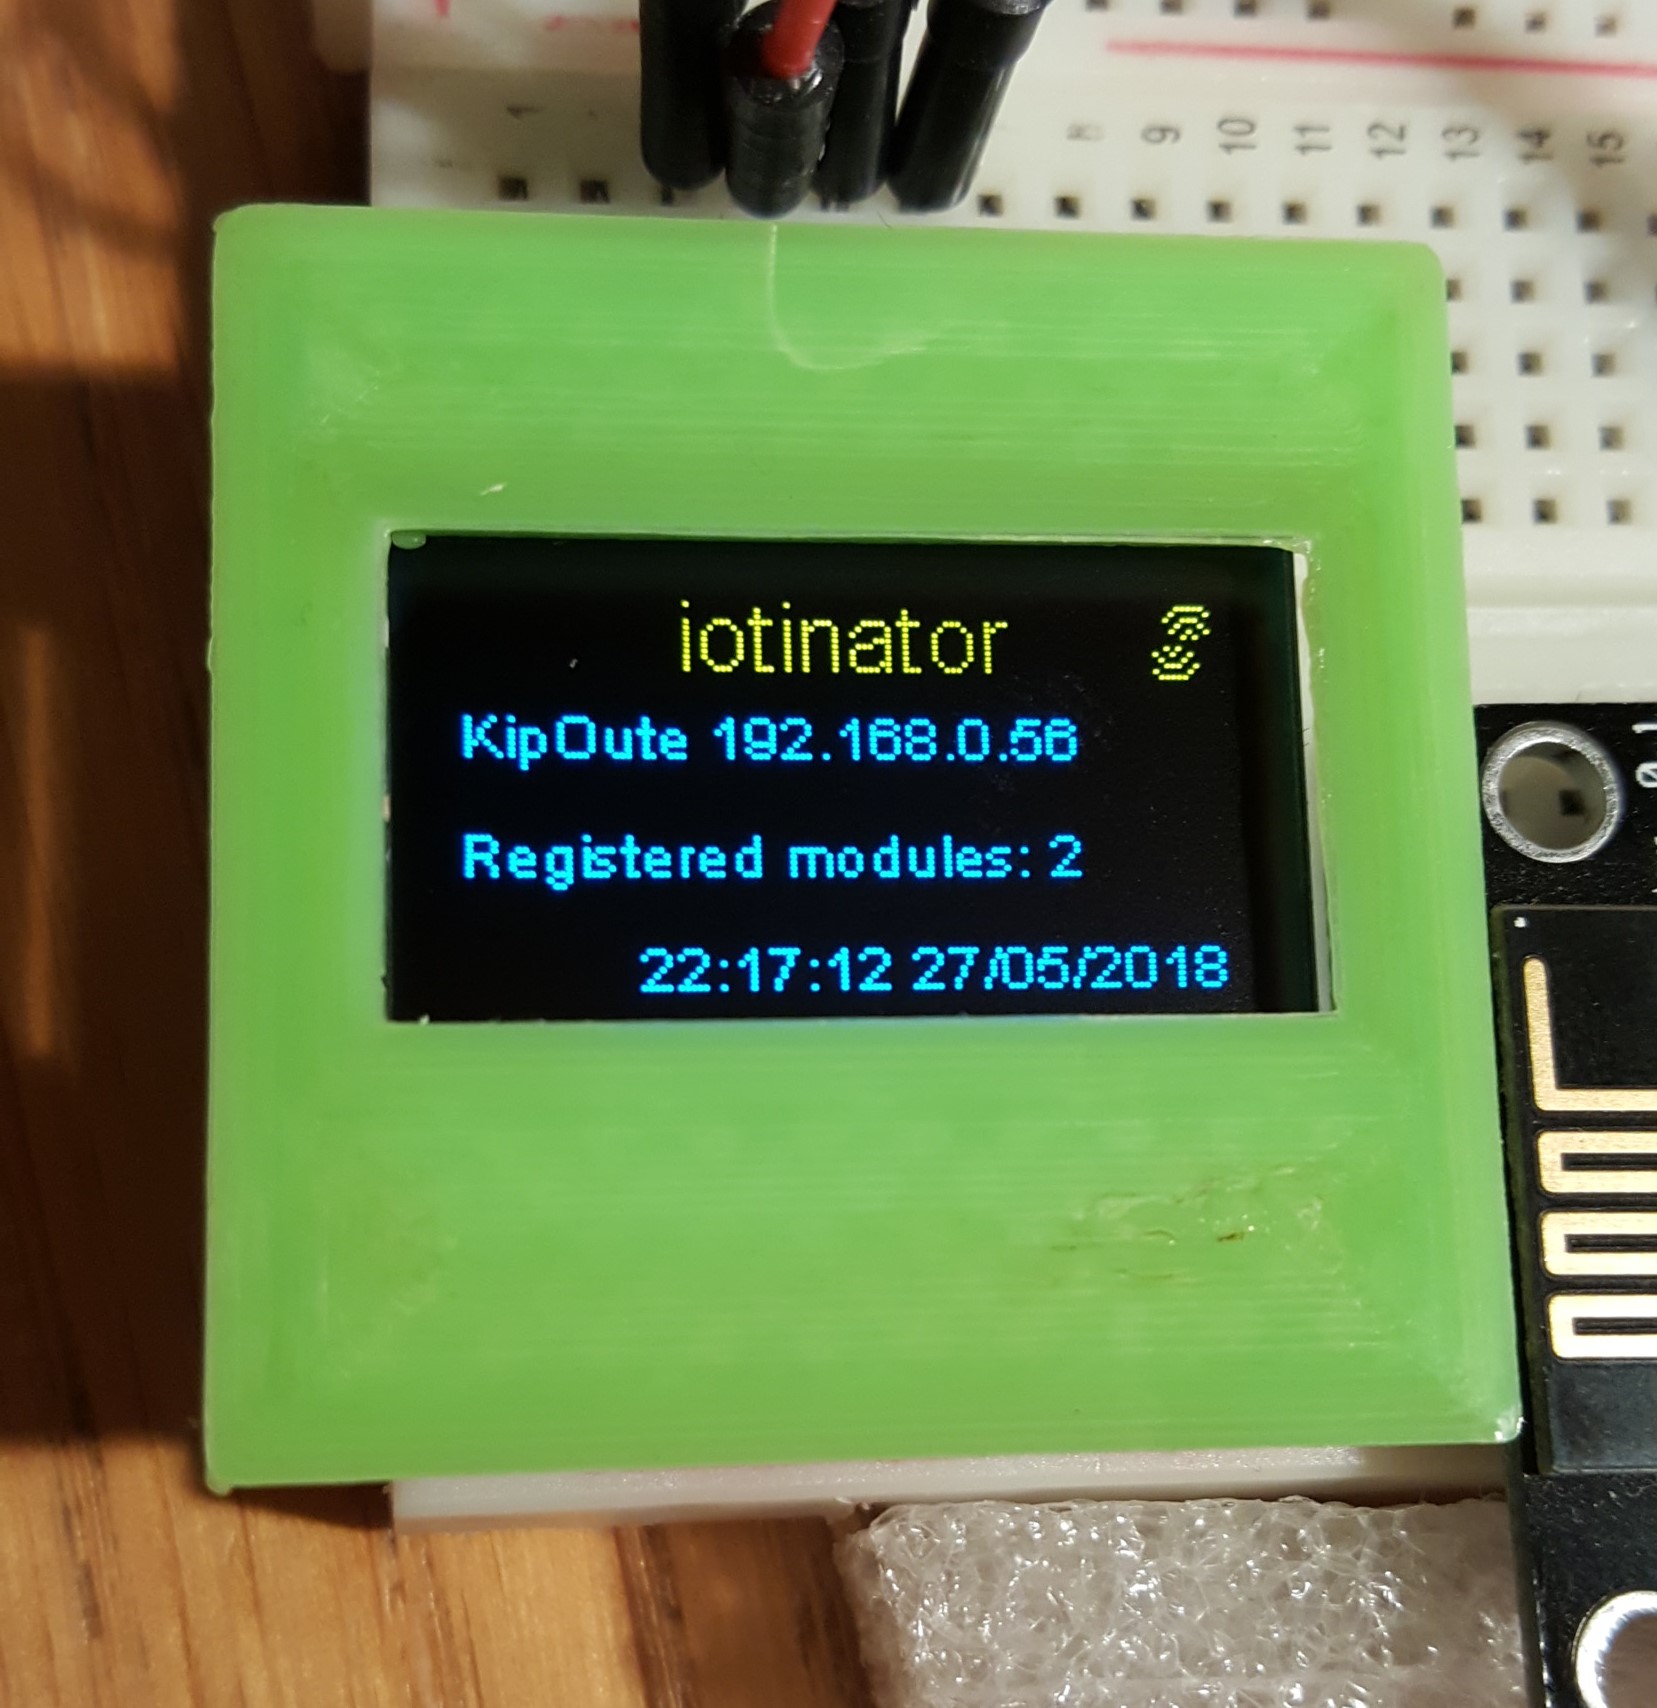 8 9 10 11 12 13 14 15
iotinator
KipOute 192.168.0.56
Registered modules: 2
22:17:12 27/05/2018